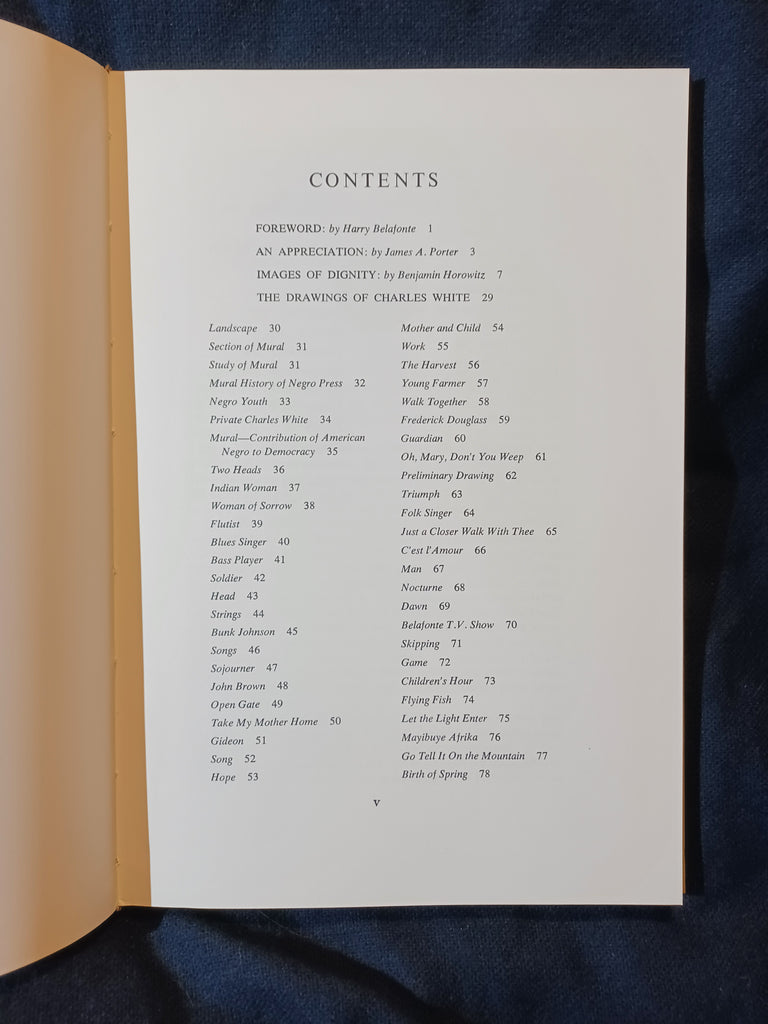 CONTENTS
FOREWORD: by Harry Belafonte 1
AN APPRECIATION: by James A. Porter 3
IMAGES OF DIGNITY: by Benjamin Horowitz 7
THE DRAWINGS OF CHARLES WHITE 29
Landscape 30
Section of Mural 31
Study of Mural 31
Mural History of Negro Press 32
Negro Youth 33
Private Charles White 34
Mural—Contribution of American
Negro to Democracy 35
Two Heads 36
Indian Woman 37
Woman of Sorrow 38
Flutist 39
Blues Singer 40
Bass Player 41
Soldier 42
Head 43
Strings 44
Bunk Johnson 45
Songs 46
Sojourner 47
John Brown 48
Open Gate 49
Take My Mother Home 50
Gideon 51
Song 52
Hope 53
Mother and Child 54
Work 55
The Harvest 56
Young Farmer 57
Walk Together 58
Frederick Douglass 59
Guardian 60
Oh, Mary, Don't You Weep 61
Preliminary Drawing 62
Triumph 63
Folk Singer 64
Just a Closer Walk With Thee 65
C'est l'Amour 66
Man 67
Nocturne 68
Dawn 69
Belafonte T.V. Show 70
Skipping 71
Game 72
Children's Hour 73
Flying Fish 74
Let the Light Enter 75
Mayibuye Afrika 76
Go Tell It On the Mountain 77
Birth of Spring 78
v